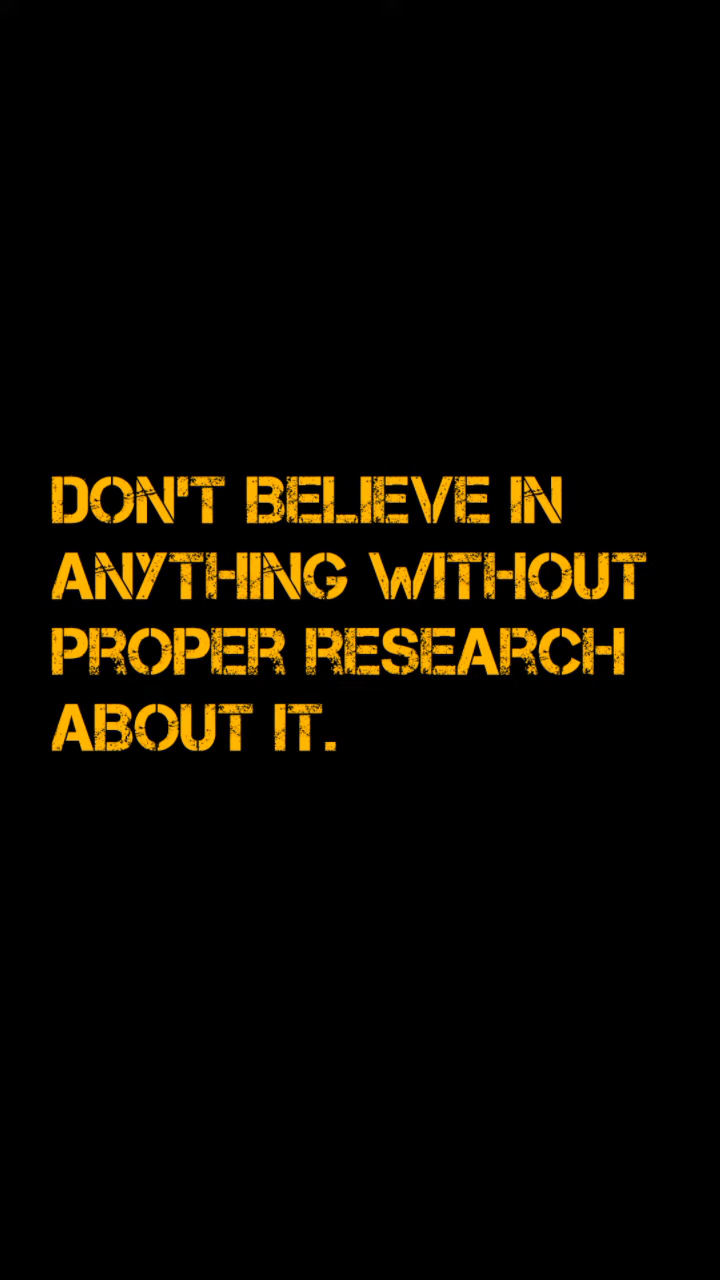 DON'T BELIEVE IN
ANYTHING WITHOUT
PROPER RESEARCH
ABOUT IT.